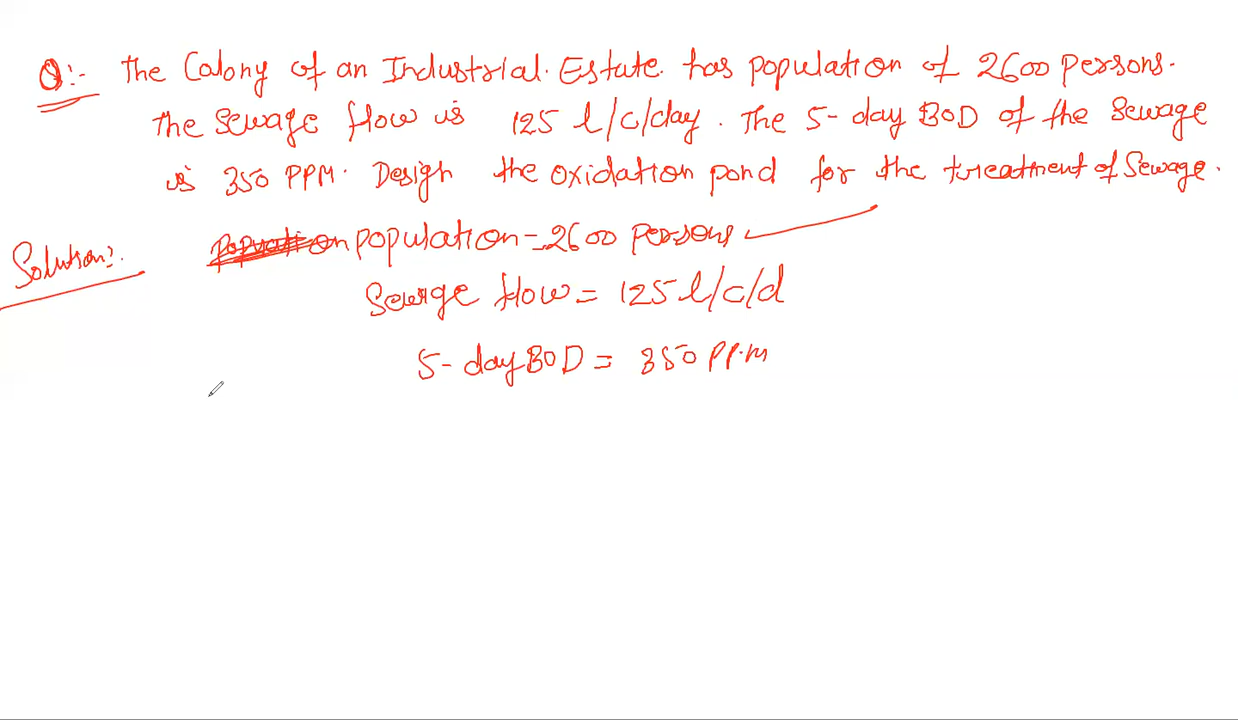 Q:- The Colony of an Industrial. Estate. has population of 2600 persons.
The Sewage flow is 125 l/c/day. The 5-day BOD of the Sewage
is 350 PPM. Design the oxidation pond for the treatment of Sewage.
Solution:. population = 2600 persons
Sewrge flow = 125 l/c/d
5-day BOD = 350 PP.M